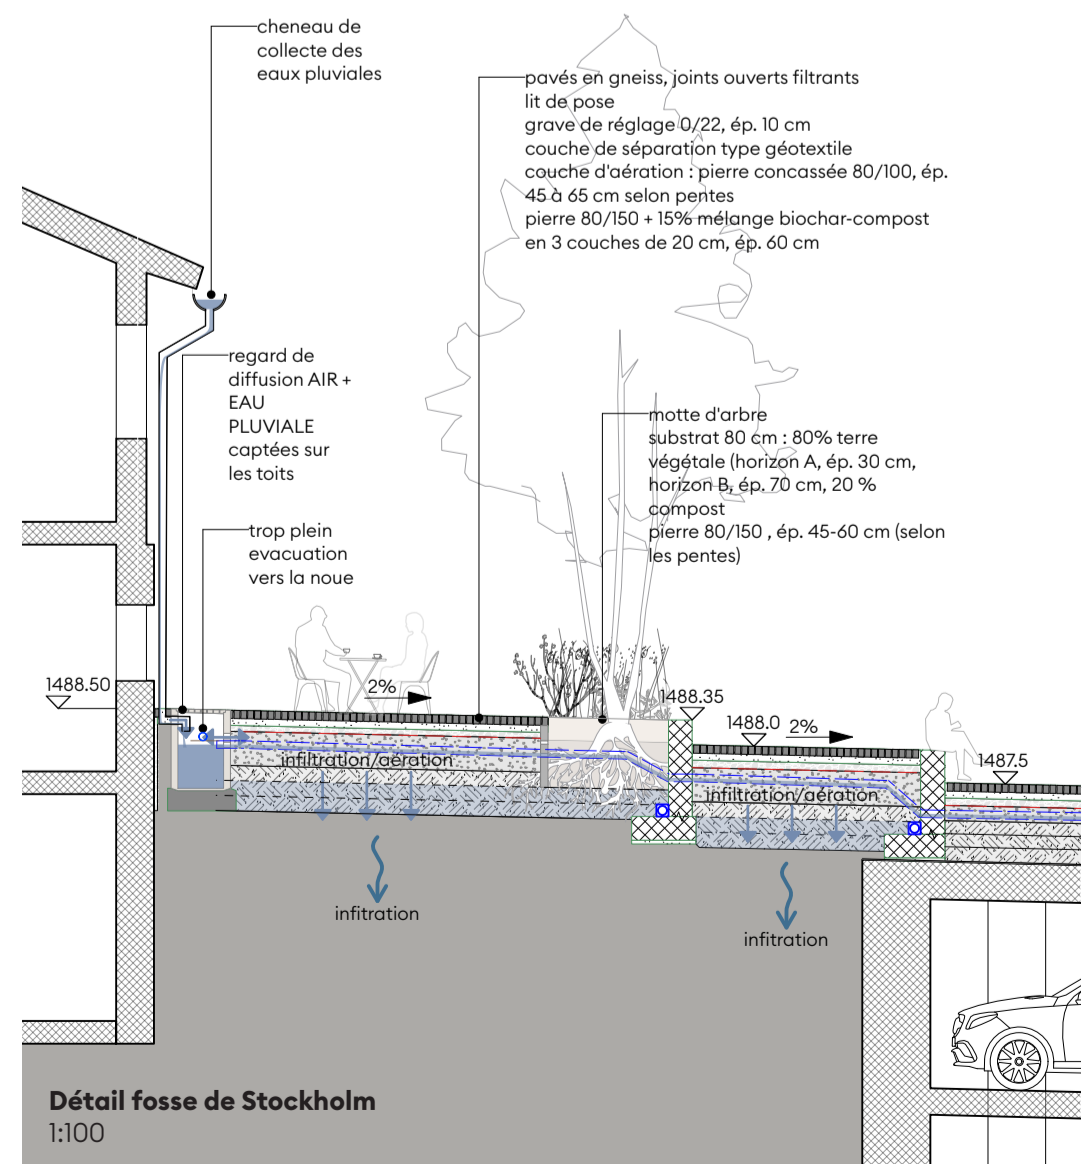 cheneau de
collecte des
eaux pluviales
pavés en gneiss, joints ouverts filtrants
lit de pose
grave de réglage 0/22, ép. 10 cm
couche de séparation type géotextile
couche d'aération : pierre concassée 80/100, ép.
45 à 65 cm selon pentes
pierre 80/150 + 15% mélange biochar-compost
en 3 couches de 20 cm, ép. 60 cm
regard de
diffusion AIR +
EAU
PLUVIALE
captées sur
les toits
motte d'arbre
substrat 80 cm : 80% terre
végétale (horizon A, ép. 30 cm,
horizon B, ép. 70 cm, 20 %
compost
pierre 80/150 , ép. 45-60 cm (selon
les pentes)
trop plein
evacuation
vers la noue
1488.50
2%
1488.35
1488.0
2%
1487.5
infiltration/aération
infiltration/aération
infitration
infitration
Détail fosse de Stockholm
1:100